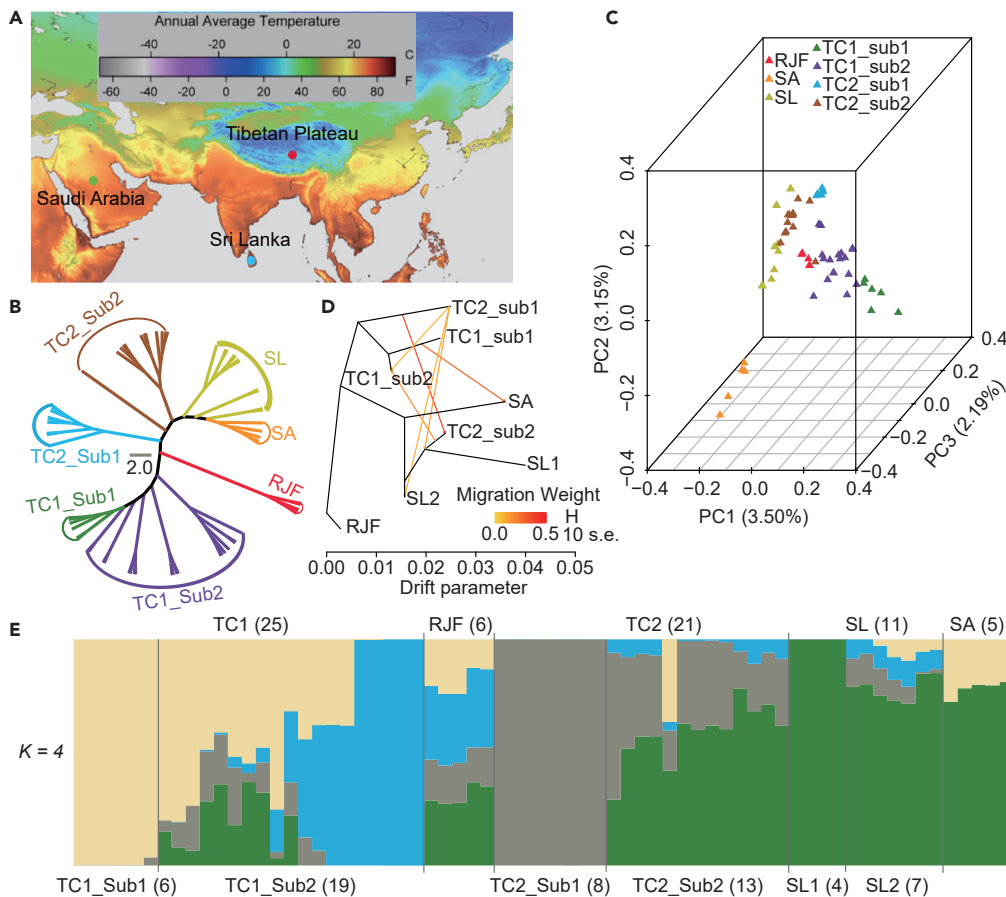 A
Annual Average Temperature
-40 -20 0 20 C
-60 -40 -20 0 20 40 60 80 F
Tibetan Plateau
Saudi Arabia
Sri Lanka
B
TC2_Sub2
SL
SA
TC2_Sub1
2.0
RJF
TC1_Sub1
TC1_Sub2
C
RJF
SA
SL
TC1_sub1
TC1_sub2
TC2_sub1
TC2_sub2
0.4
0.2
0.0
-0.2
-0.4
PC2 (3.15%)
-0.4 -0.2 0.0 0.2 0.4
PC1 (3.50%)
-0.4
-0.2
0.0
0.2
0.4
PC3 (2.19%)
D
TC2_sub1
TC1_sub1
TC1_sub2
SA
TC2_sub2
SL1
SL2
RJF
Migration Weight
0 0.5
H
10 s.e.
0.00 0.01 0.02 0.03 0.04 0.05
Drift parameter
E
TC1 (25) RJF (6) TC2 (21) SL (11) SA (5)
K = 4
TC1_Sub1 (6) TC1_Sub2 (19) TC2_Sub1 (8) TC2_Sub2 (13) SL1 (4) SL2 (7)